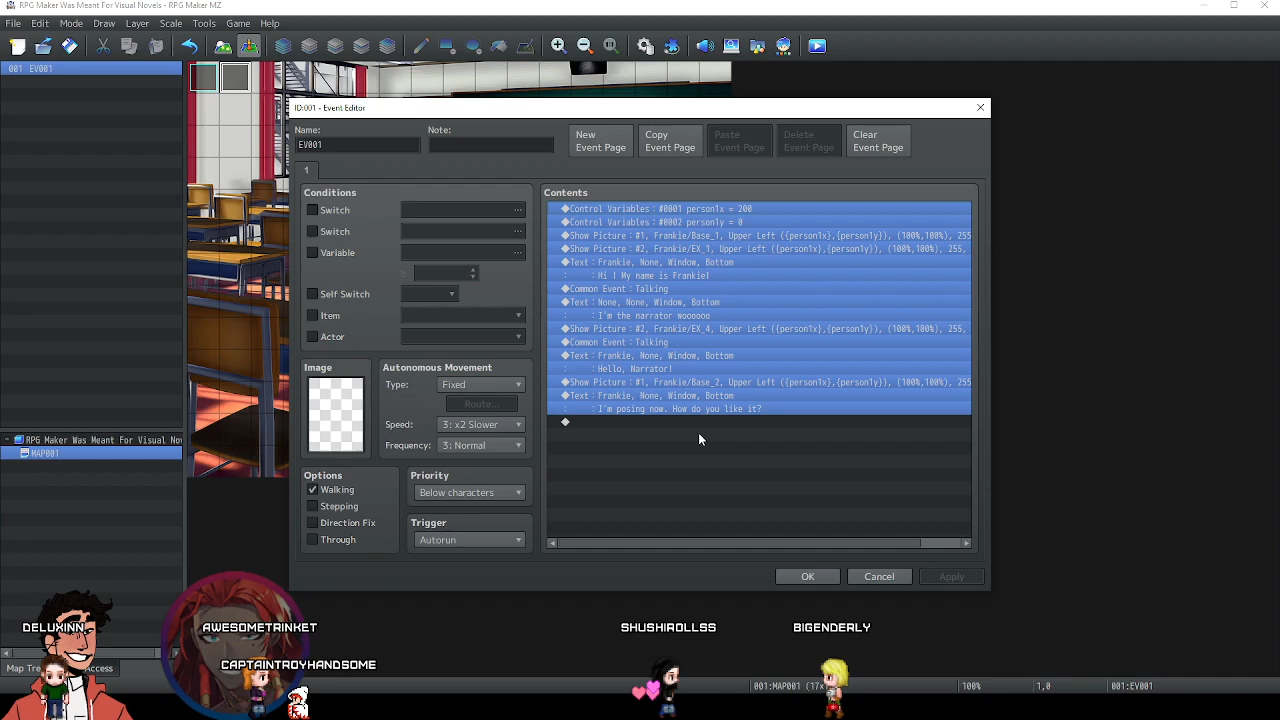 RPG Maker Was Meant For Visual Novels - RPG Maker MZ
File Edit Mode Draw Layer Scale Tools Game Help
001 EV001
ID:001 - Event Editor
Name:
Note:
EV001
New
Event Page
Copy
Event Page
Paste
Event Page
Delete
Event Page
Clear
Event Page
1
Conditions
Switch
Switch
Variable
≥
Self Switch
Item
Actor
Image
Autonomous Movement
Type: Fixed
Route...
Speed: 3: x2 Slower
Frequency: 3: Normal
Options
Walking
Stepping
Direction Fix
Through
Priority
Below characters
Trigger
Autorun
Contents
◆Control Variables : #0001 person1x = 200
◆Control Variables : #0002 person1y = 0
◆Show Picture : #1, Frankie/Base_1, Upper Left ({person1x},{person1y}), (100%,100%), 255
◆Show Picture : #2, Frankie/EX_1, Upper Left ({person1x},{person1y}), (100%,100%), 255,
◆Text : Frankie, None, Window, Bottom
: : Hi ! My name is Frankie!
◆Common Event : Talking
◆Text : None, None, Window, Bottom
: : I'm the narrator woooooo
◆Show Picture : #2, Frankie/EX_4, Upper Left ({person1x},{person1y}), (100%,100%), 255,
◆Common Event : Talking
◆Text : Frankie, None, Window, Bottom
: : Hello, Narrator!
◆Show Picture : #1, Frankie/Base_2, Upper Left ({person1x},{person1y}), (100%,100%), 255
◆Text : Frankie, None, Window, Bottom
: : I'm posing now. How do you like it?
◆
OK
Cancel
Apply
RPG Maker Was Meant For Visual Nov
MAP001
DELUXINN
AWESOMETRINKET
CAPTAINTROYHANDSOME
SHUSHIROLLSS
BIGENDERLY
Map Tre
Access
001:MAP001 (17x
100%
1,0
001:EV001